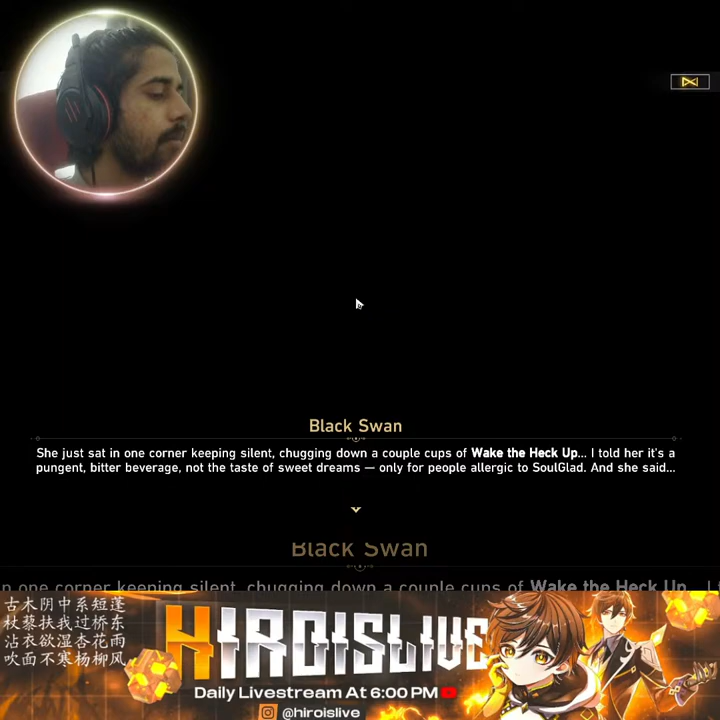 Black Swan
She just sat in one corner keeping silent, chugging down a couple cups of Wake the Heck Up... I told her it's a
pungent, bitter beverage, not the taste of sweet dreams — only for people allergic to SoulGlad. And she said...
Black Swan
n one corner keeping silent, chugging down a couple cups of Wake the Heck Up
古木阴中系短蓬
杖藜扶我过桥东
沾衣欲湿杏花雨
吹面不寒杨柳风
HIROISLIVE
Daily Livestream At 6:00 PM
@hiroislive